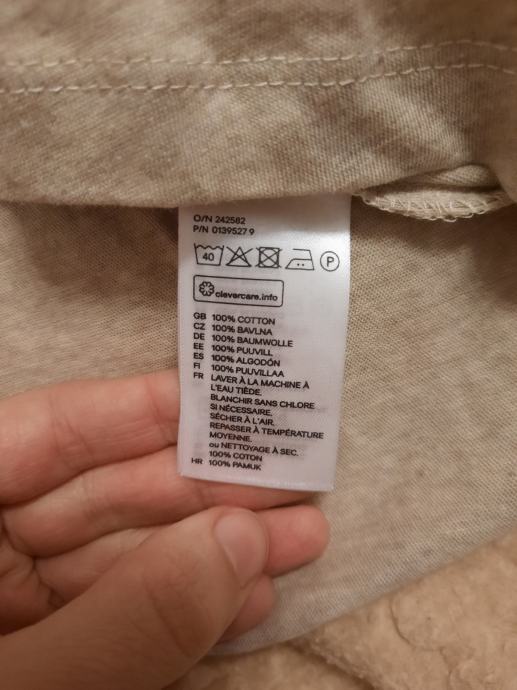 O/N 242582
P/N 0139527 9
40 P
clevercare.info
GB 100% COTTON
CZ 100% BAVLNA
DE 100% BAUMWOLLE
EE 100% PUUVILL
ES 100% ALGODÓN
FI 100% PUUVILLAA
FR LAVER À LA MACHINE À
L'EAU TIÈDE.
BLANCHIR SANS CHLORE
SI NÉCESSAIRE.
SÉCHER À L'AIR.
REPASSER À TEMPÉRATURE
MOYENNE.
ou NETTOYAGE À SEC.
100% COTON
HR 100% PAMUK